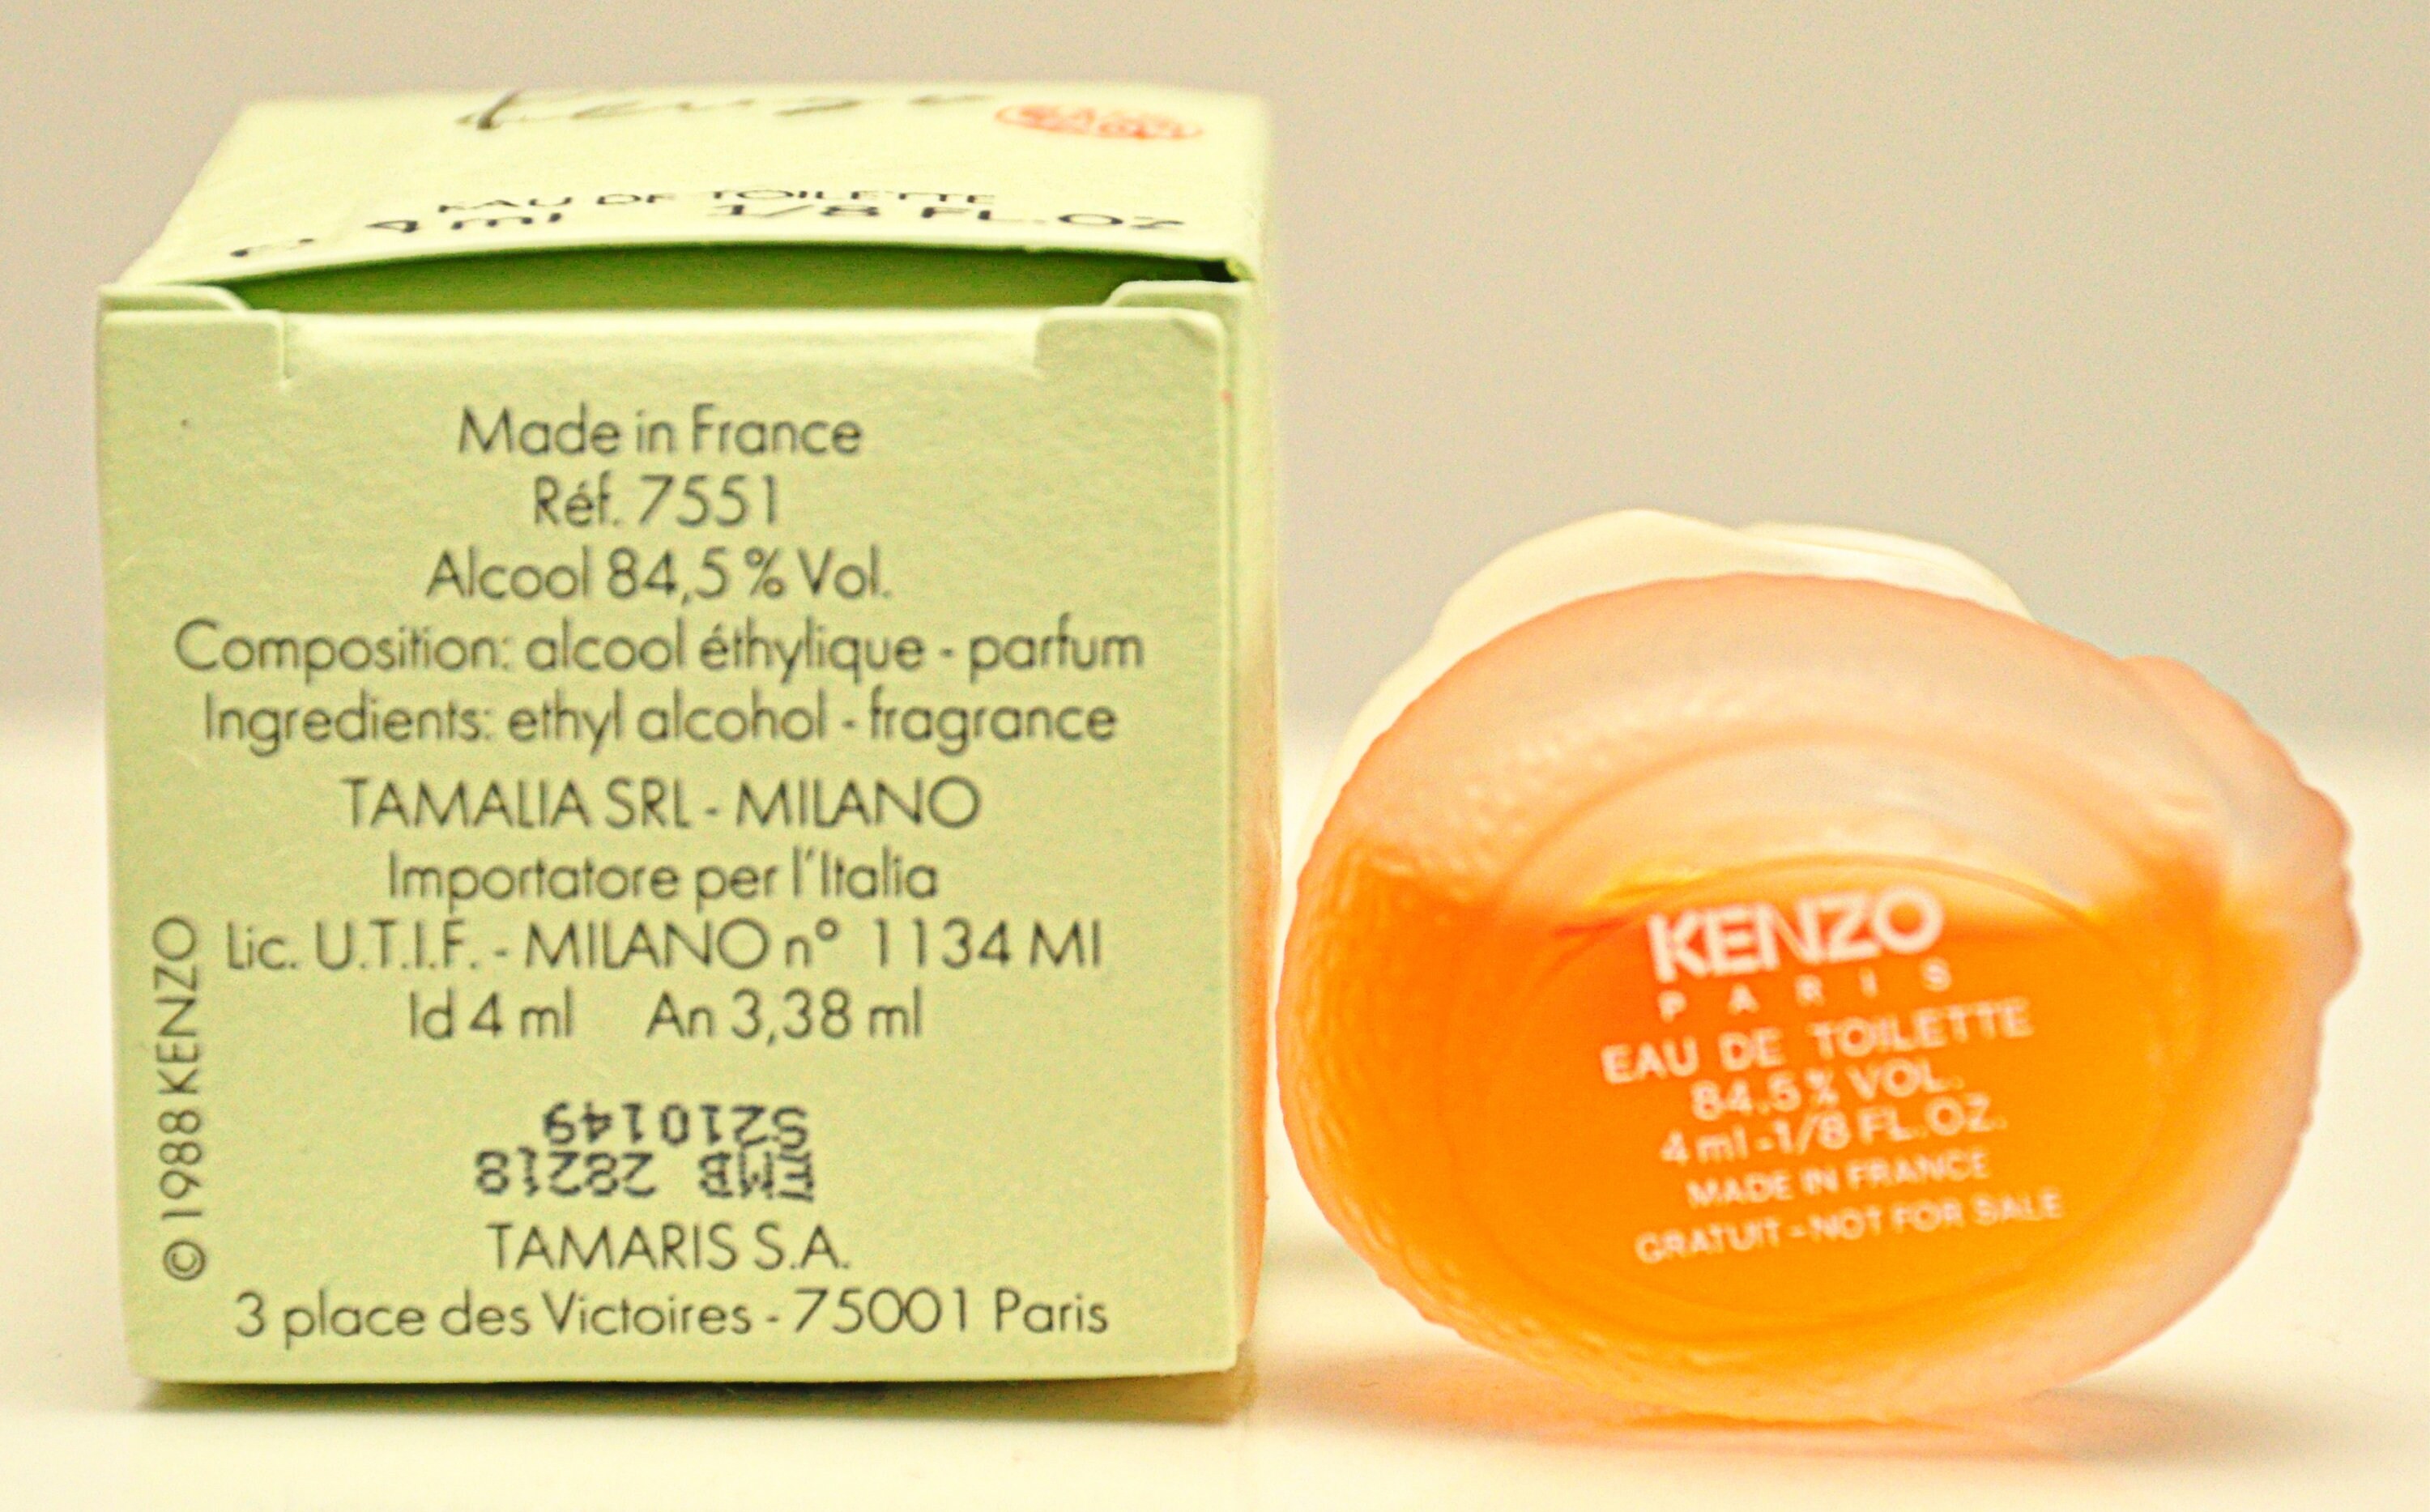 Kenzo
EAU DE TOILETTE
e 4 ml 1/8 FL.OZ
Made in France
Réf. 7551
Alcool 84,5 % Vol.
Composition: alcool éthylique - parfum
Ingredients: ethyl alcohol - fragrance
TAMALIA SRL - MILANO
Importatore per l'Italia
Lic. U.T.I.F. - MILANO n° 1134 MI
Id 4 ml An 3,38 ml
EMB 28218
S210149
TAMARIS S.A.
3 place des Victoires - 75001 Paris
© 1988 KENZO
KENZO
PARIS
EAU DE TOILETTE
84.5% VOL.
4 ml - 1/8 FL.OZ.
MADE IN FRANCE
GRATUIT - NOT FOR SALE